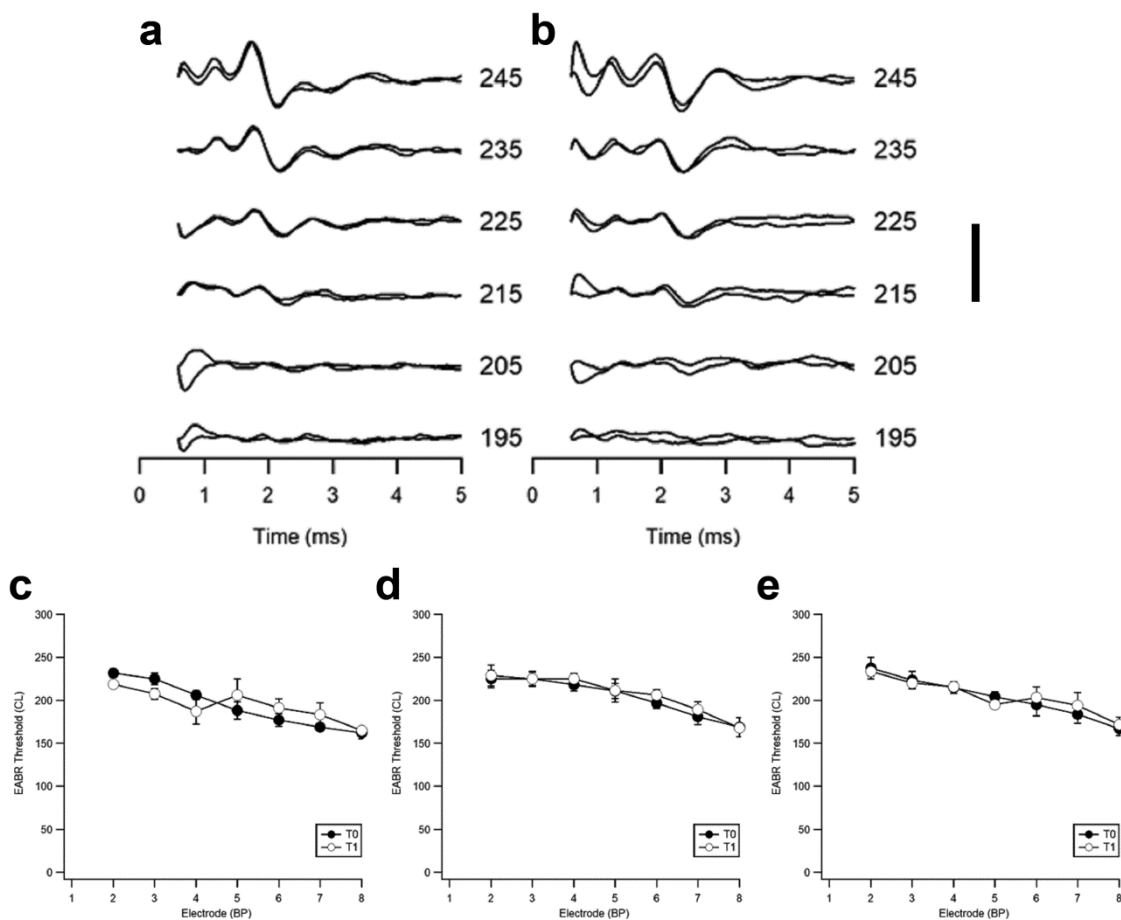 a
b
245
245
235
235
225
225
215
215
205
205
195
195
0 1 2 3 4 5
0 1 2 3 4 5
Time (ms)
Time (ms)
c
d
e
300
250
200
150
100
50
0
EABR Threshold (CL)
T0
T1
1 2 3 4 5 6 7 8
Electrode (BP)
300
250
200
150
100
50
0
EABR Threshold (CL)
T0
T1
1 2 3 4 5 6 7 8
Electrode (BP)
300
250
200
150
100
50
0
EABR Threshold (CL)
T0
T1
1 2 3 4 5 6 7 8
Electrode (BP)